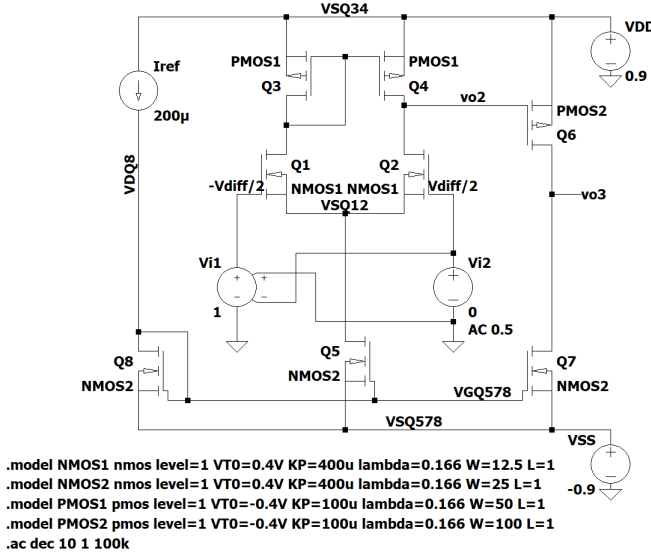 VSQ34
VDD
0.9
Iref
200µ
PMOS1
Q3
PMOS1
Q4
vo2
PMOS2
Q6
VDQ8
Q1
Q2
-Vdiff/2
Vdiff/2
NMOS1 NMOS1
VSQ12
vo3
Vi1
+ +
– –
1
Vi2
+
–
0
AC 0.5
Q8
NMOS2
Q5
NMOS2
Q7
NMOS2
VGQ578
VSQ578
VSS
-0.9
.model NMOS1 nmos level=1 VT0=0.4V KP=400u lambda=0.166 W=12.5 L=1
.model NMOS2 nmos level=1 VT0=0.4V KP=400u lambda=0.166 W=25 L=1
.model PMOS1 pmos level=1 VT0=-0.4V KP=100u lambda=0.166 W=50 L=1
.model PMOS2 pmos level=1 VT0=-0.4V KP=100u lambda=0.166 W=100 L=1
.ac dec 10 1 100k